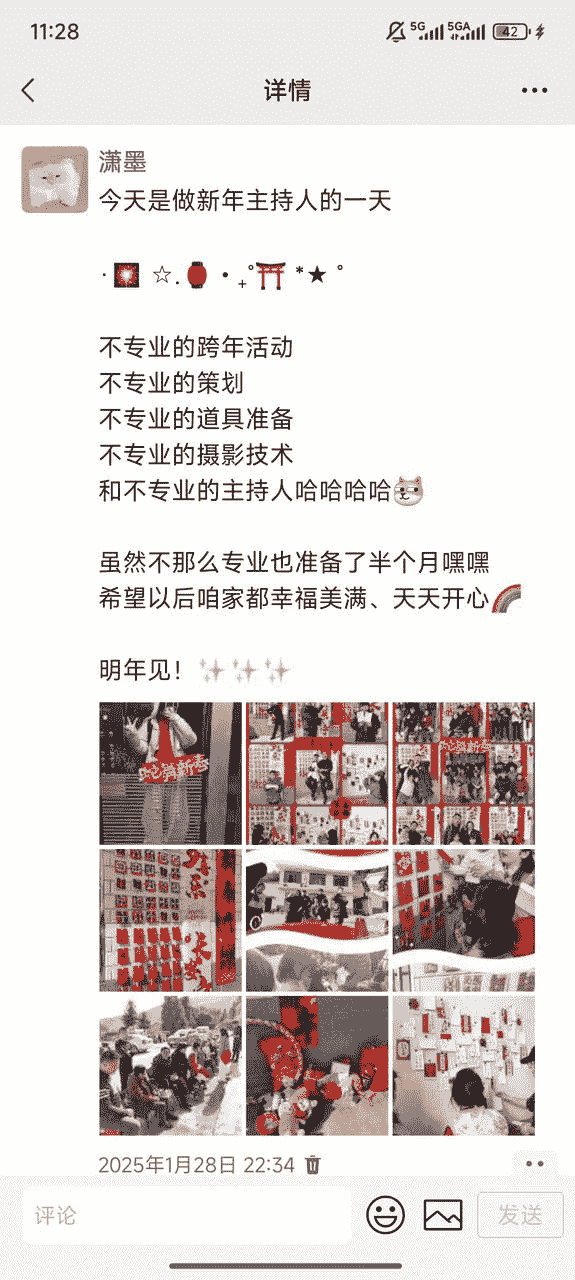 11:28
5G
5GA
42
详情
潇墨
今天是做新年主持人的一天
不专业的跨年活动
不专业的策划
不专业的道具准备
不专业的摄影技术
和不专业的主持人哈哈哈哈
虽然不那么专业也准备了半个月嘿嘿
希望以后咱家都幸福美满、天天开心🌈
明年见！✨✨✨
2025年1月28日 22:34
评论
发送